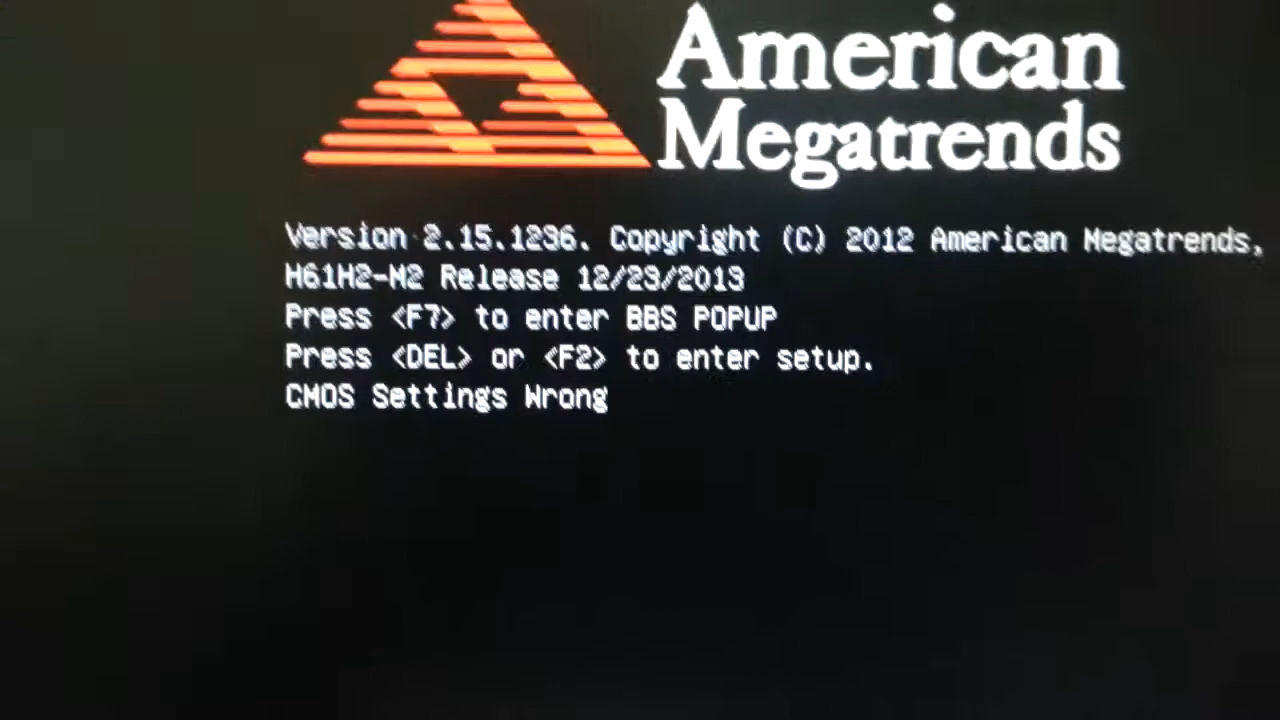 American
Megatrends
Version 2.15.1236. Copyright (C) 2012 American Megatrends,
H61H2-M2 Release 12/23/2013
Press <F7> to enter BBS POPUP
Press <DEL> or <F2> to enter setup.
CMOS Settings Wrong